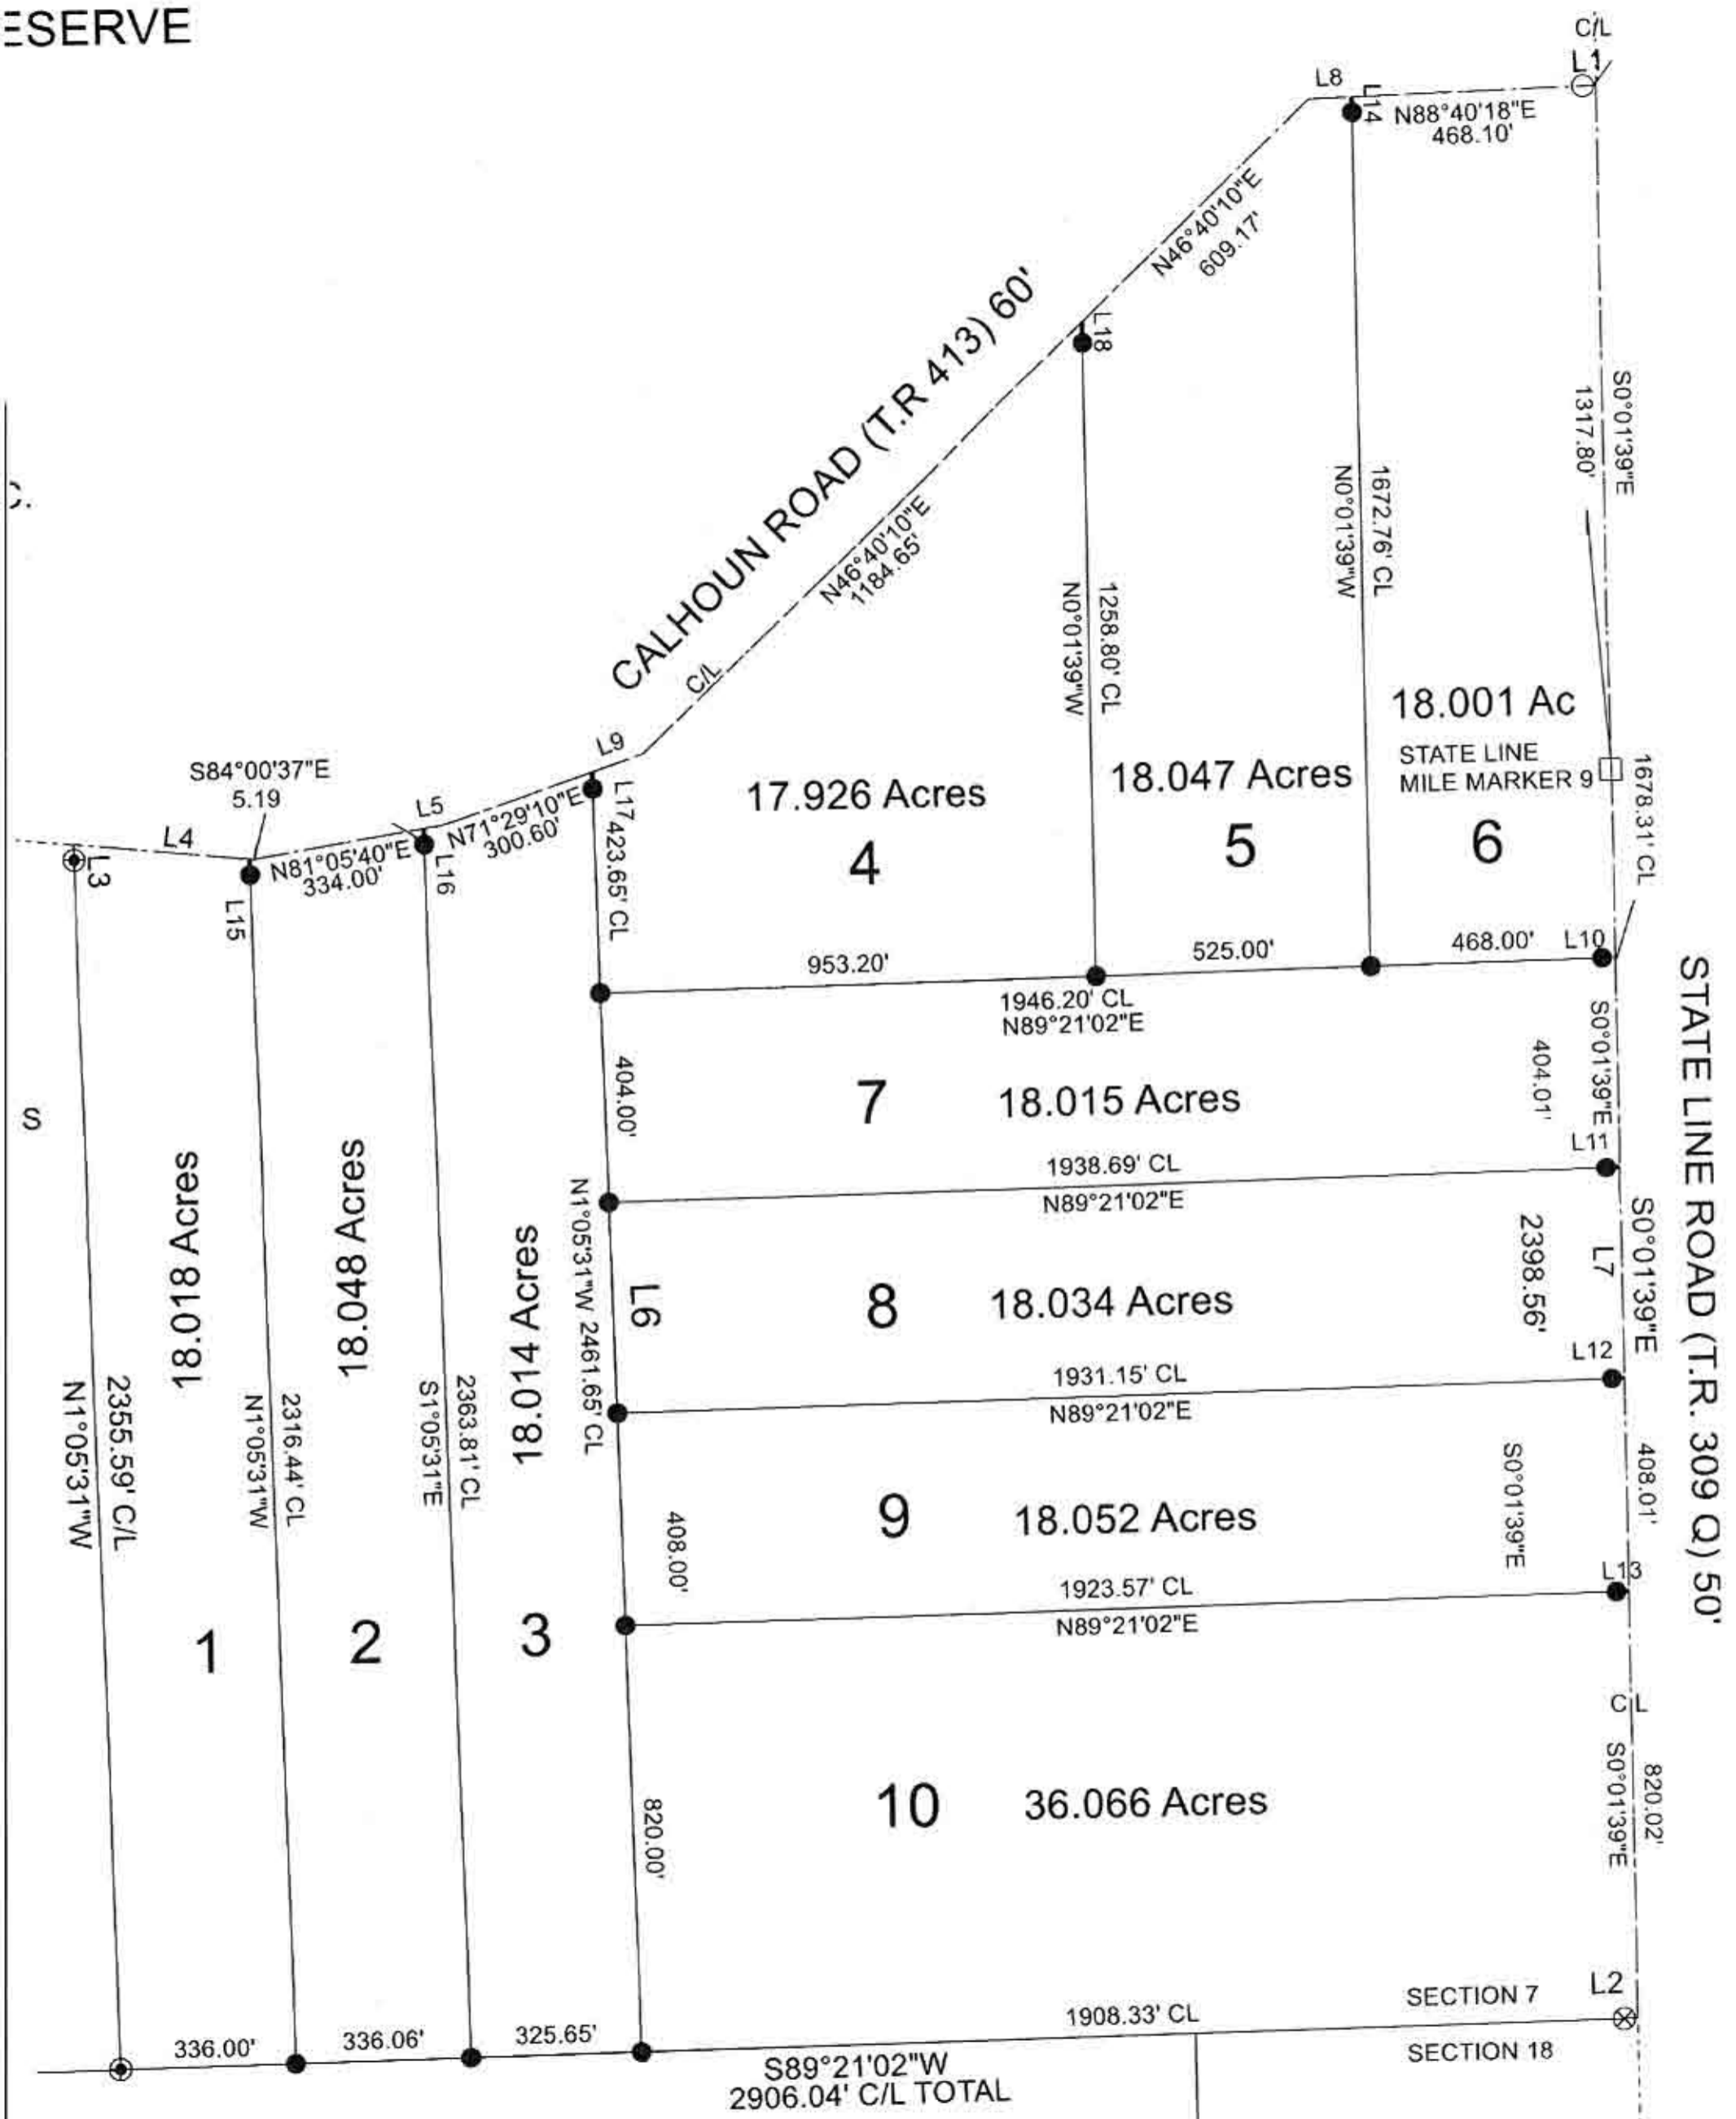 ESERVE
C/L
L1
L8
L14
N88°40'18"E
468.10'
N46°40'10"E
609.17'
CALHOUN ROAD (T.R 413) 60'
L18
S0°01'39"E
1317.80'
1672.76' CL
N0°01'39"W
N46°40'10"E
1184.65'
1258.80' CL
N0°01'39"W
C/L
18.001 Ac
STATE LINE
MILE MARKER 9
1678.31' CL
6
18.047 Acres
5
17.926 Acres
4
L9
L17
423.65' CL
S84°00'37"E
5.19
L5
L4
N81°05'40"E
334.00'
N71°29'10"E
300.60'
L3
L15
L16
953.20'
525.00'
468.00'
L10
1946.20' CL
N89°21'02"E
S0°01'39"E
404.01'
404.00'
7
18.015 Acres
L11
1938.69' CL
N89°21'02"E
STATE LINE ROAD (T.R. 309 Q) 50'
S
18.018 Acres
18.048 Acres
18.014 Acres
N1°05'31"W 2461.65' CL
L6
8
18.034 Acres
2398.56'
L7
S0°01'39"E
L12
1931.15' CL
N89°21'02"E
2355.59' C/L
N1°05'31"W
2316.44' CL
N1°05'31"W
2363.81' CL
S1°05'31"E
408.00'
9
18.052 Acres
S0°01'39"E
408.01'
L13
1923.57' CL
N89°21'02"E
1
2
3
C L
S0°01'39"E
820.02'
820.00'
10
36.066 Acres
SECTION 7
L2
1908.33' CL
336.00'
336.06'
325.65'
SECTION 18
S89°21'02"W
2906.04' C/L TOTAL